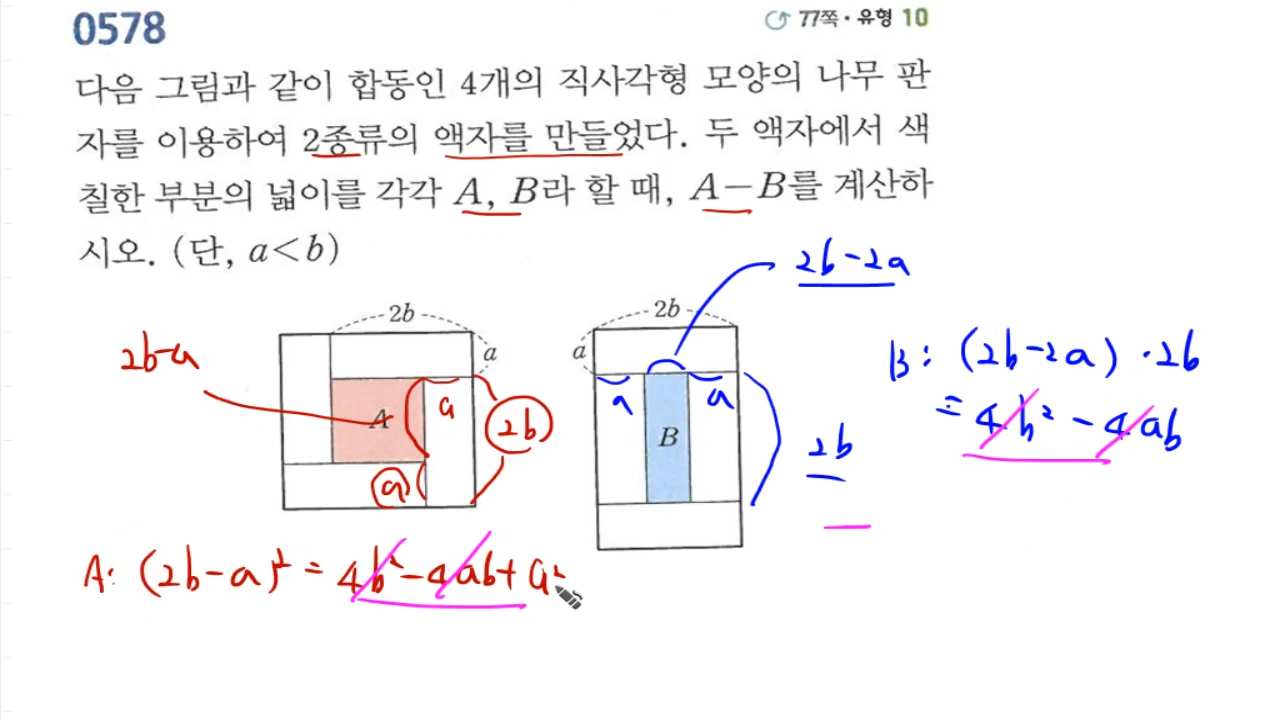 0578
77쪽·유형 10
다음 그림과 같이 합동인 4개의 직사각형 모양의 나무 판
자를 이용하여 2종류의 액자를 만들었다. 두 액자에서 색
칠한 부분의 넓이를 각각 A, B라 할 때, A-B를 계산하
시오. (단, a<b)
2b-2a
2b
2b
2b-a
a
a
B: (2b-2a)·2b
A
a
2b
a
a
= 4b² - 4ab
B
2b
a
A: (2b-a)² = 4b² - 4ab + a²